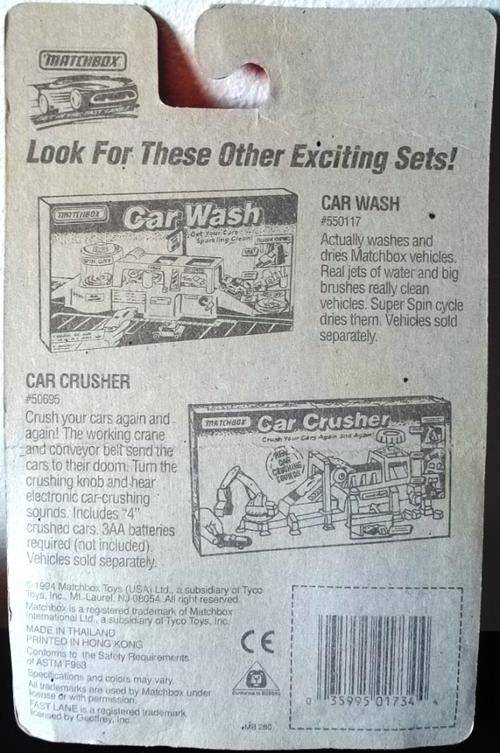 MATCHBOX
Look For These Other Exciting Sets!
MATCHBOX
Car Wash
Get Your Cars
Sparkling Clean!
CAR WASH
#550117
Actually washes and
dries Matchbox vehicles.
Real jets of water and big
brushes really clean
vehicles. Super Spin cycle
dries them. Vehicles sold
separately.
CAR CRUSHER
#50695
Crush your cars again and
again! The working crane
and conveyor belt send the
cars to their doom. Turn the
crushing knob and hear
electronic car-crushing
sounds. Includes "4"
crushed cars. 3AA batteries
required (not included).
Vehicles sold separately.
MATCHBOX
Car Crusher
Crush Your Cars Again And Again!
REAL
CAR
CRUSHING
SOUNDS
© 1994 Matchbox Toys (USA) Ltd., a subsidiary of Tyco
Toys, Inc., Mt. Laurel, NJ 08054. All right reserved.
Matchbox is a registered trademark of Matchbox
International Ltd., a subsidiary of Tyco Toys, Inc.
MADE IN THAILAND
PRINTED IN HONG KONG
Conforms to the Safety Requirements
of ASTM F963
Specifications and colors may vary.
All trademarks are used by Matchbox under
license or with permission.
FAST LANE is a registered trademark
licensed by Geoffrey, Inc.
CE
MB 260
0 35995 01734